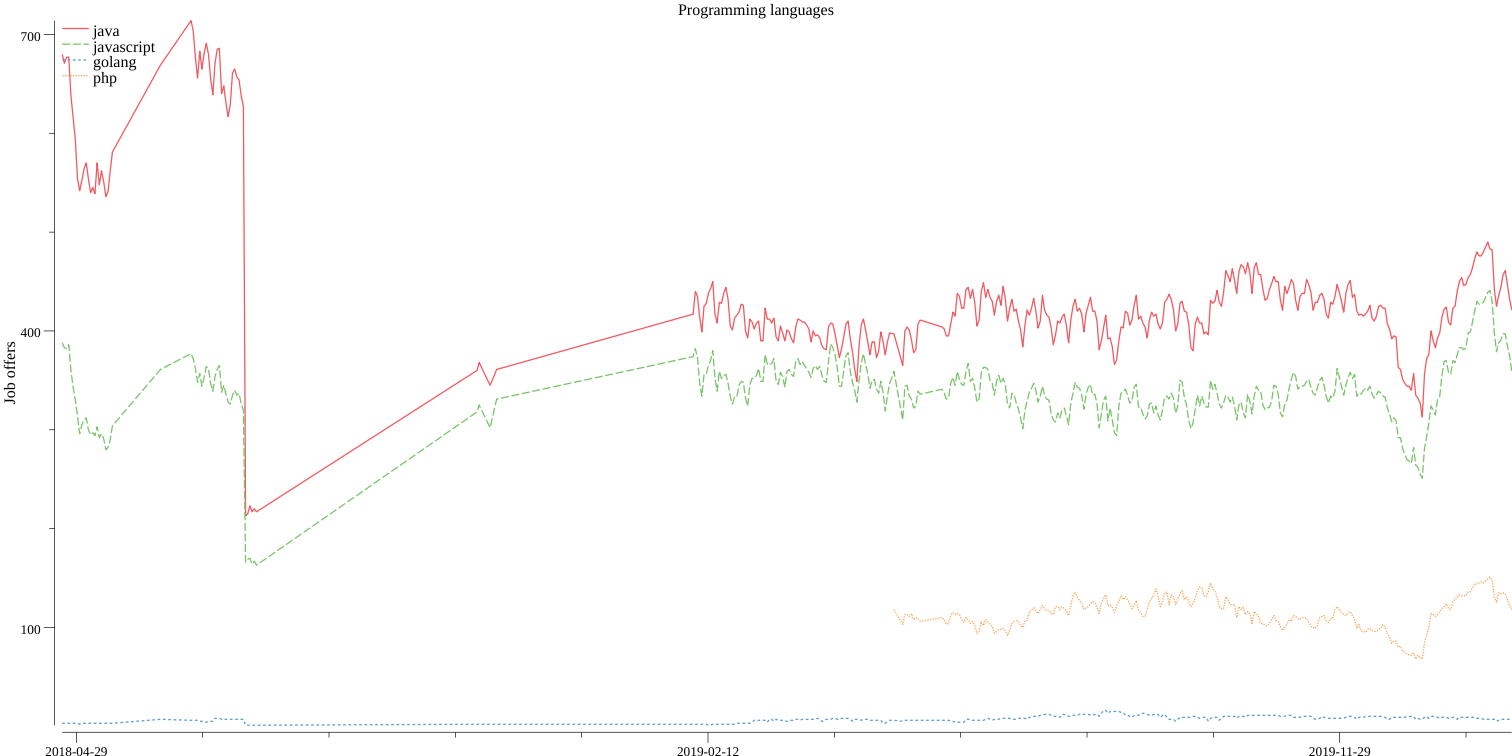 Programming languages
java
javascript
golang
php
700
400
100
Job offers
2018-04-29
2019-02-12
2019-11-29